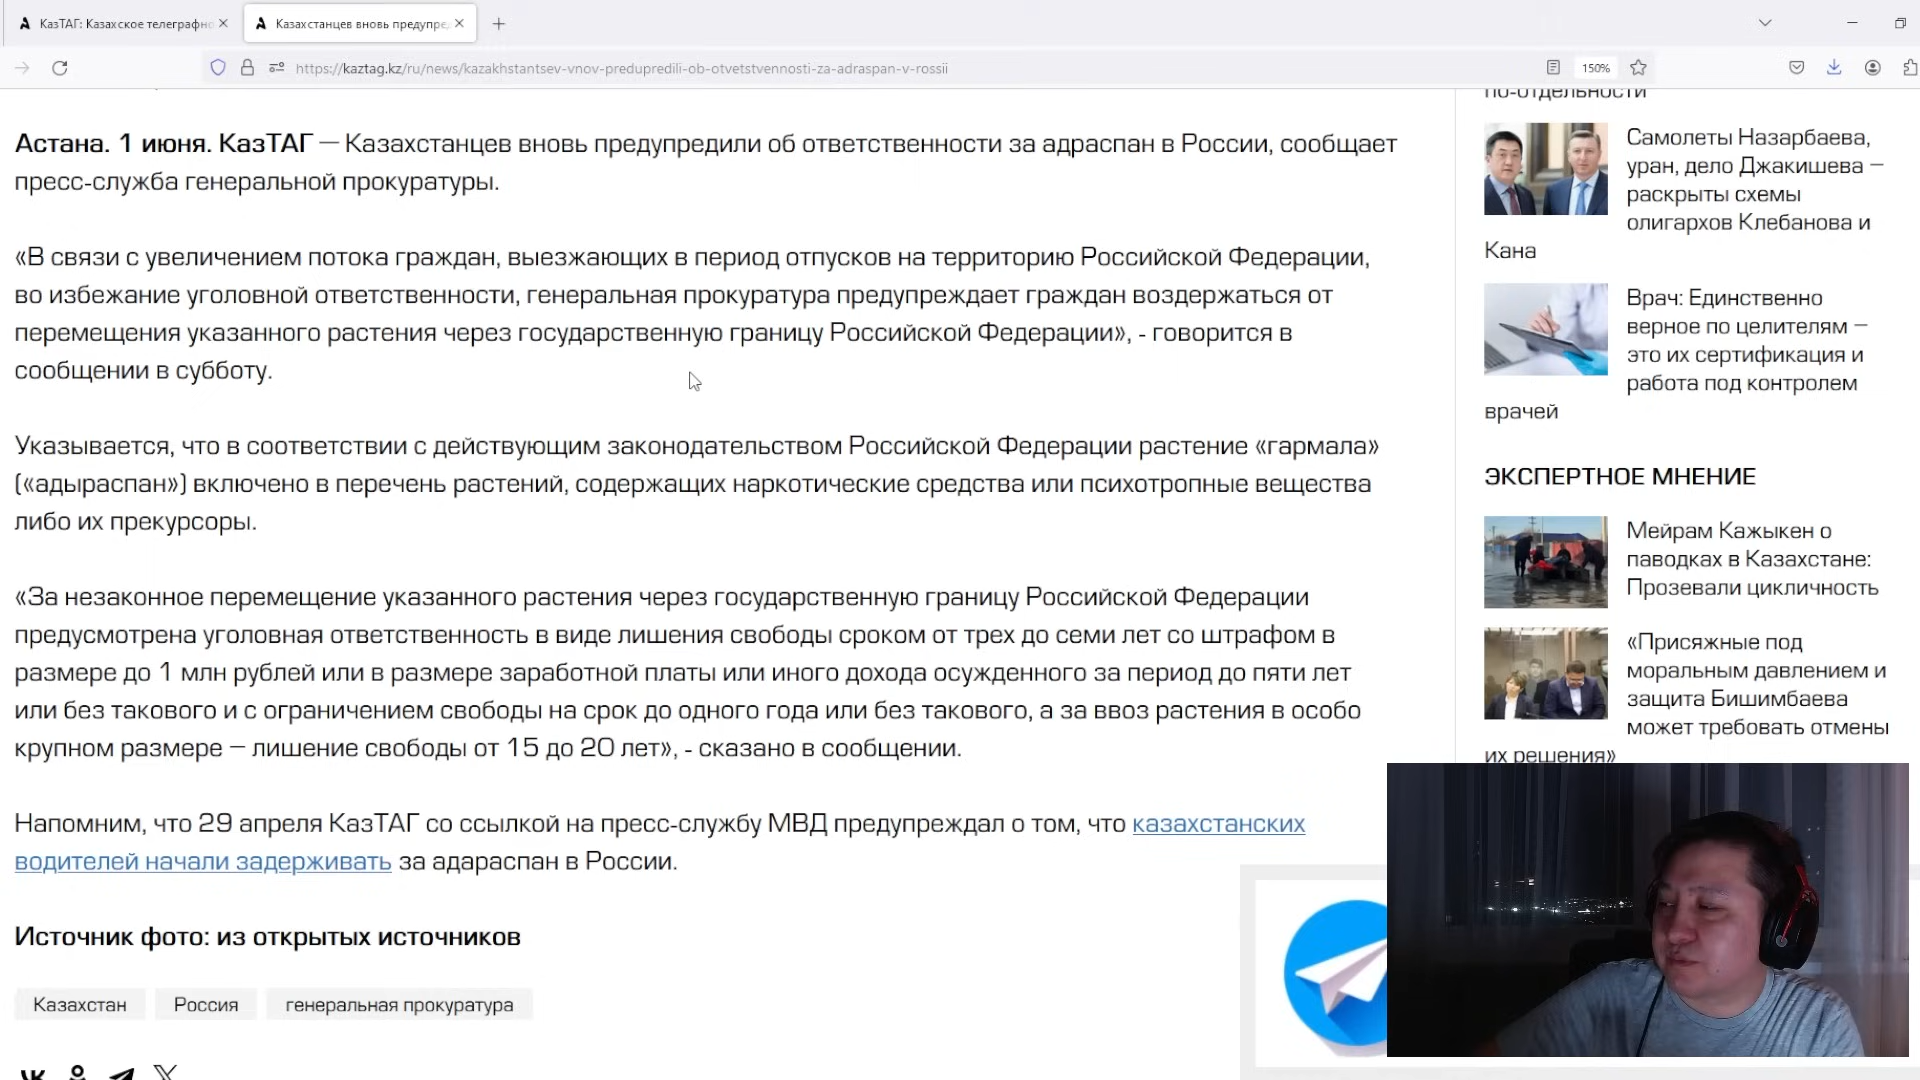 КазТАГ: Казахское телеграфно
Казахстанцев вновь предупре
https://kaztag.kz/ru/news/kazakhstantsev-vnov-predupredili-ob-otvetstvennosti-za-adraspan-v-rossii
150%
Астана. 1 июня. КазТАГ — Казахстанцев вновь предупредили об ответственности за адраспан в России, сообщает
пресс-служба генеральной прокуратуры.
«В связи с увеличением потока граждан, выезжающих в период отпусков на территорию Российской Федерации,
во избежание уголовной ответственности, генеральная прокуратура предупреждает граждан воздержаться от
перемещения указанного растения через государственную границу Российской Федерации», - говорится в
сообщении в субботу.
Указывается, что в соответствии с действующим законодательством Российской Федерации растение «гармала»
(«адыраспан») включено в перечень растений, содержащих наркотические средства или психотропные вещества
либо их прекурсоры.
«За незаконное перемещение указанного растения через государственную границу Российской Федерации
предусмотрена уголовная ответственность в виде лишения свободы сроком от трех до семи лет со штрафом в
размере до 1 млн рублей или в размере заработной платы или иного дохода осужденного за период до пяти лет
или без такового и с ограничением свободы на срок до одного года или без такового, а за ввоз растения в особо
крупном размере — лишение свободы от 15 до 20 лет», - сказано в сообщении.
Напомним, что 29 апреля КазТАГ со ссылкой на пресс-службу МВД предупреждал о том, что казахстанских
водителей начали задерживать за адараспан в России.
Источник фото: из открытых источников
Казахстан
Россия
генеральная прокуратура
по-отдельности
Самолеты Назарбаева,
уран, дело Джакишева —
раскрыты схемы
олигархов Клебанова и
Кана
Врач: Единственно
верное по целителям —
это их сертификация и
работа под контролем
врачей
ЭКСПЕРТНОЕ МНЕНИЕ
Мейрам Кажыкен о
паводках в Казахстане:
Прозевали цикличность
«Присяжные под
моральным давлением и
защита Бишимбаева
может требовать отмены
их решения»